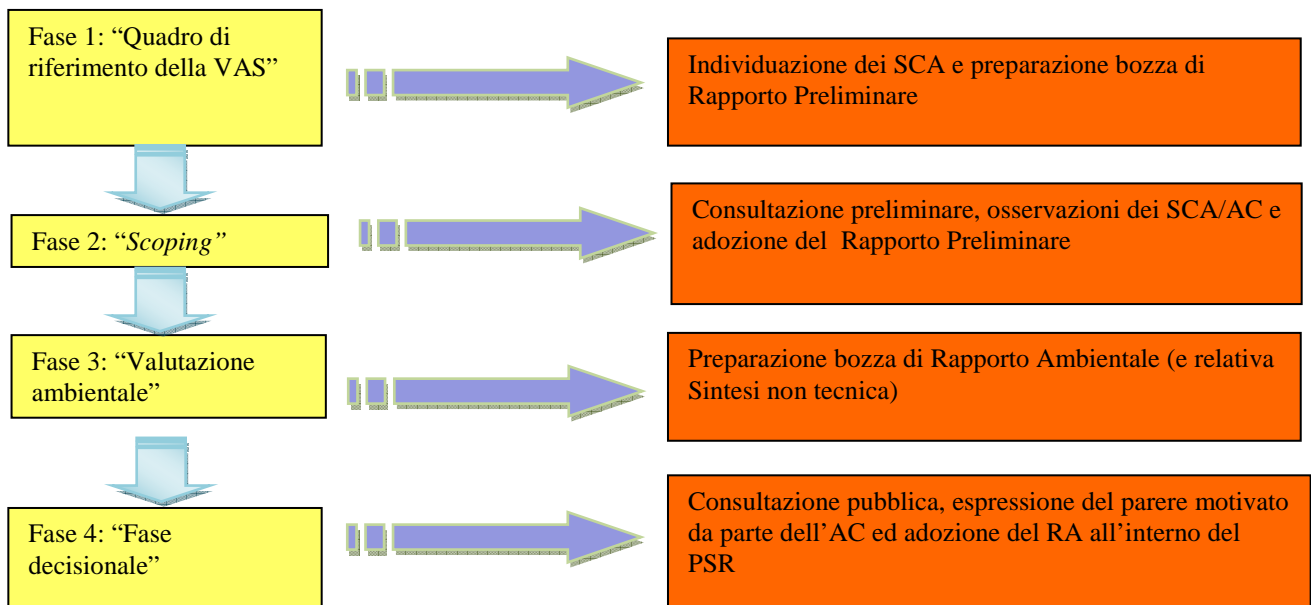 Fase 1: “Quadro di
riferimento della VAS”
Individuazione dei SCA e preparazione bozza di
Rapporto Preliminare
Fase 2: “Scoping”
Consultazione preliminare, osservazioni dei SCA/AC e
adozione del Rapporto Preliminare
Fase 3: “Valutazione
ambientale”
Preparazione bozza di Rapporto Ambientale (e relativa
Sintesi non tecnica)
Fase 4: “Fase
decisionale”
Consultazione pubblica, espressione del parere motivato
da parte dell’AC ed adozione del RA all’interno del
PSR